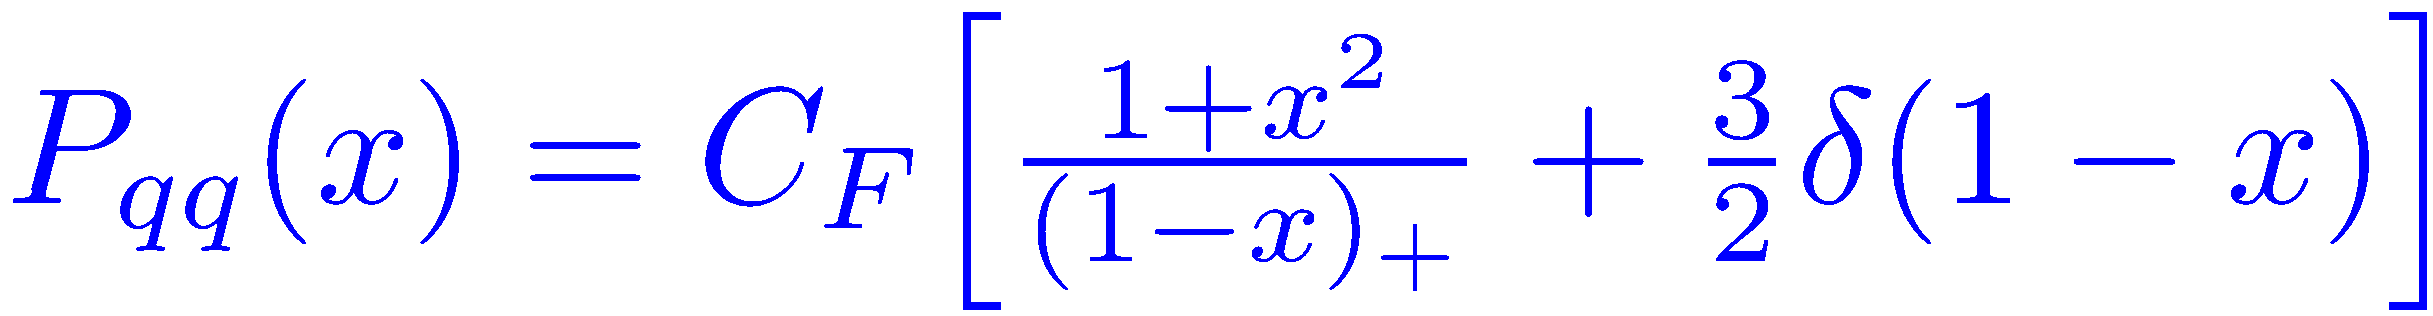 P_{qq}(x) = C_F \left[ \frac{1+x^2}{(1-x)_+} + \frac{3}{2} \delta(1-x) \right]